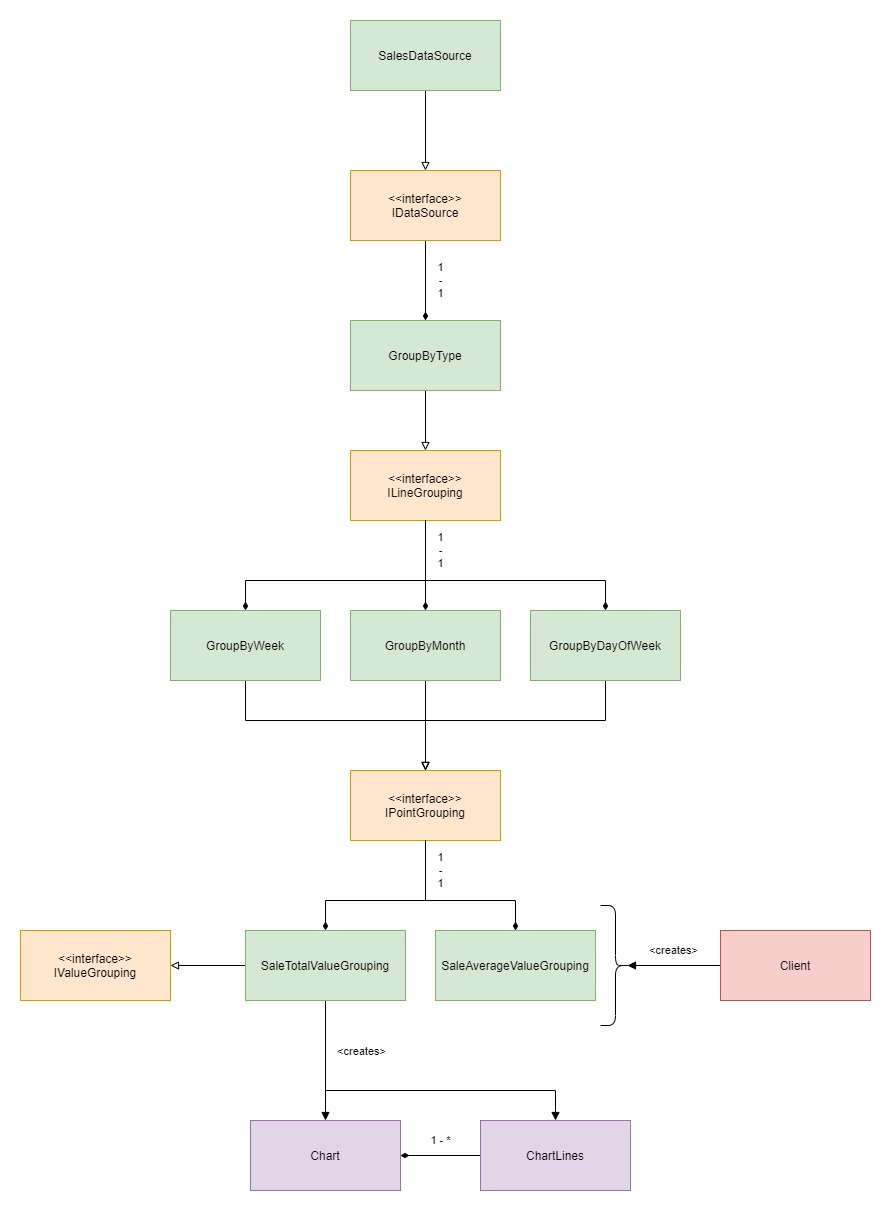 SalesDataSource
<<interface>>
IDataSource
1
-
1
GroupByType
<<interface>>
ILineGrouping
1
-
1
GroupByWeek
GroupByMonth
GroupByDayOfWeek
<<interface>>
IPointGrouping
1
-
1
<<interface>>
IValueGrouping
SaleTotalValueGrouping
SaleAverageValueGrouping
<creates>
Client
<creates>
Chart
1 - *
ChartLines